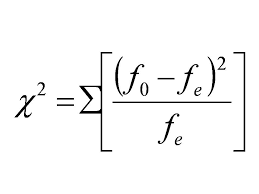 χ² = Σ[(f₀ − fₑ)² / fₑ]